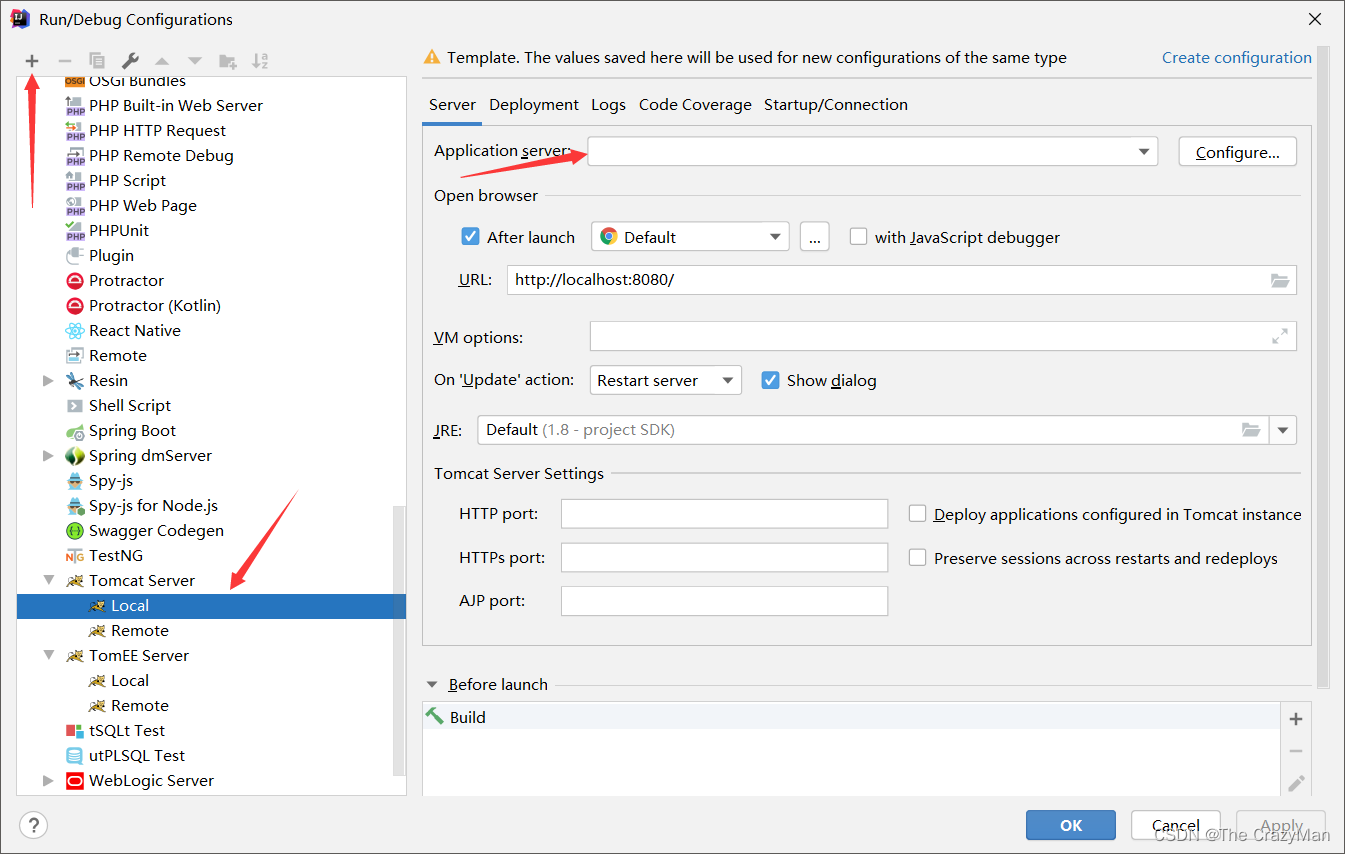 Run/Debug Configurations
OSGi Bundles
PHP Built-in Web Server
PHP HTTP Request
PHP Remote Debug
PHP Script
PHP Web Page
PHPUnit
Plugin
Protractor
Protractor (Kotlin)
React Native
Remote
Resin
Shell Script
Spring Boot
Spring dmServer
Spy-js
Spy-js for Node.js
Swagger Codegen
TestNG
Tomcat Server
Local
Remote
TomEE Server
Local
Remote
tSQLt Test
utPLSQL Test
WebLogic Server
Template. The values saved here will be used for new configurations of the same type Create configuration
Server Deployment Logs Code Coverage Startup/Connection
Application server: Configure...
Open browser
After launch Default ... with JavaScript debugger
URL: http://localhost:8080/
VM options:
On 'Update' action: Restart server Show dialog
JRE: Default (1.8 - project SDK)
Tomcat Server Settings
HTTP port: Deploy applications configured in Tomcat instance
HTTPs port: Preserve sessions across restarts and redeploys
AJP port:
Before launch
Build
? OK Cancel Apply
CSDN @The CrazyMan